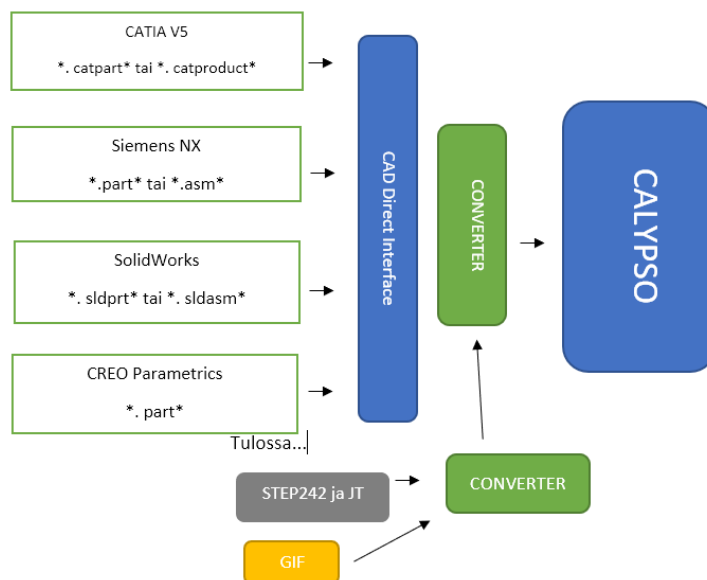 CATIA V5
*. catpart* tai *. catproduct*
Siemens NX
*.part* tai *.asm*
SolidWorks
*. sldprt* tai *. sldasm*
CREO Parametrics
*. part*
Tulossa...
CAD Direct Interface
CONVERTER
CALYPSO
STEP242 ja JT
CONVERTER
GIF